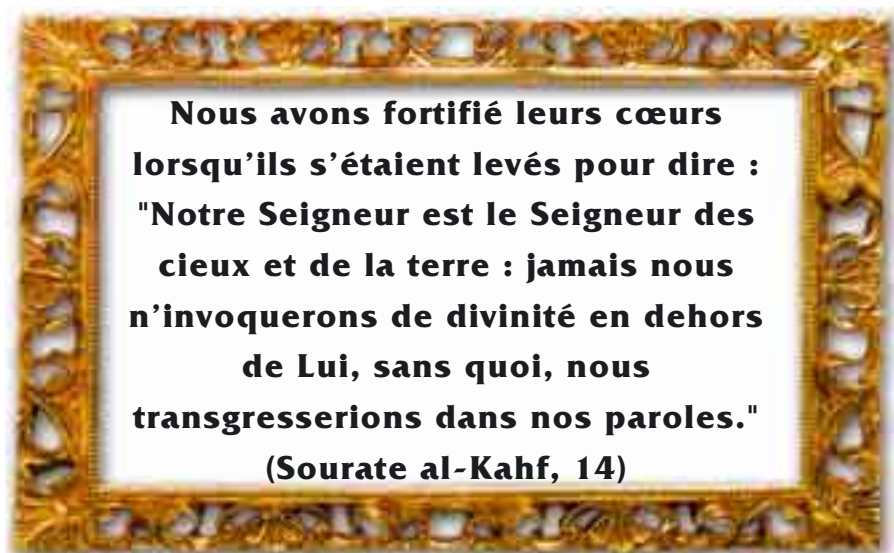 Nous avons fortifié leurs cœurs
lorsqu'ils s'étaient levés pour dire :
"Notre Seigneur est le Seigneur des
cieux et de la terre : jamais nous
n'invoquerons de divinité en dehors
de Lui, sans quoi, nous
transgresserions dans nos paroles."
(Sourate al-Kahf, 14)